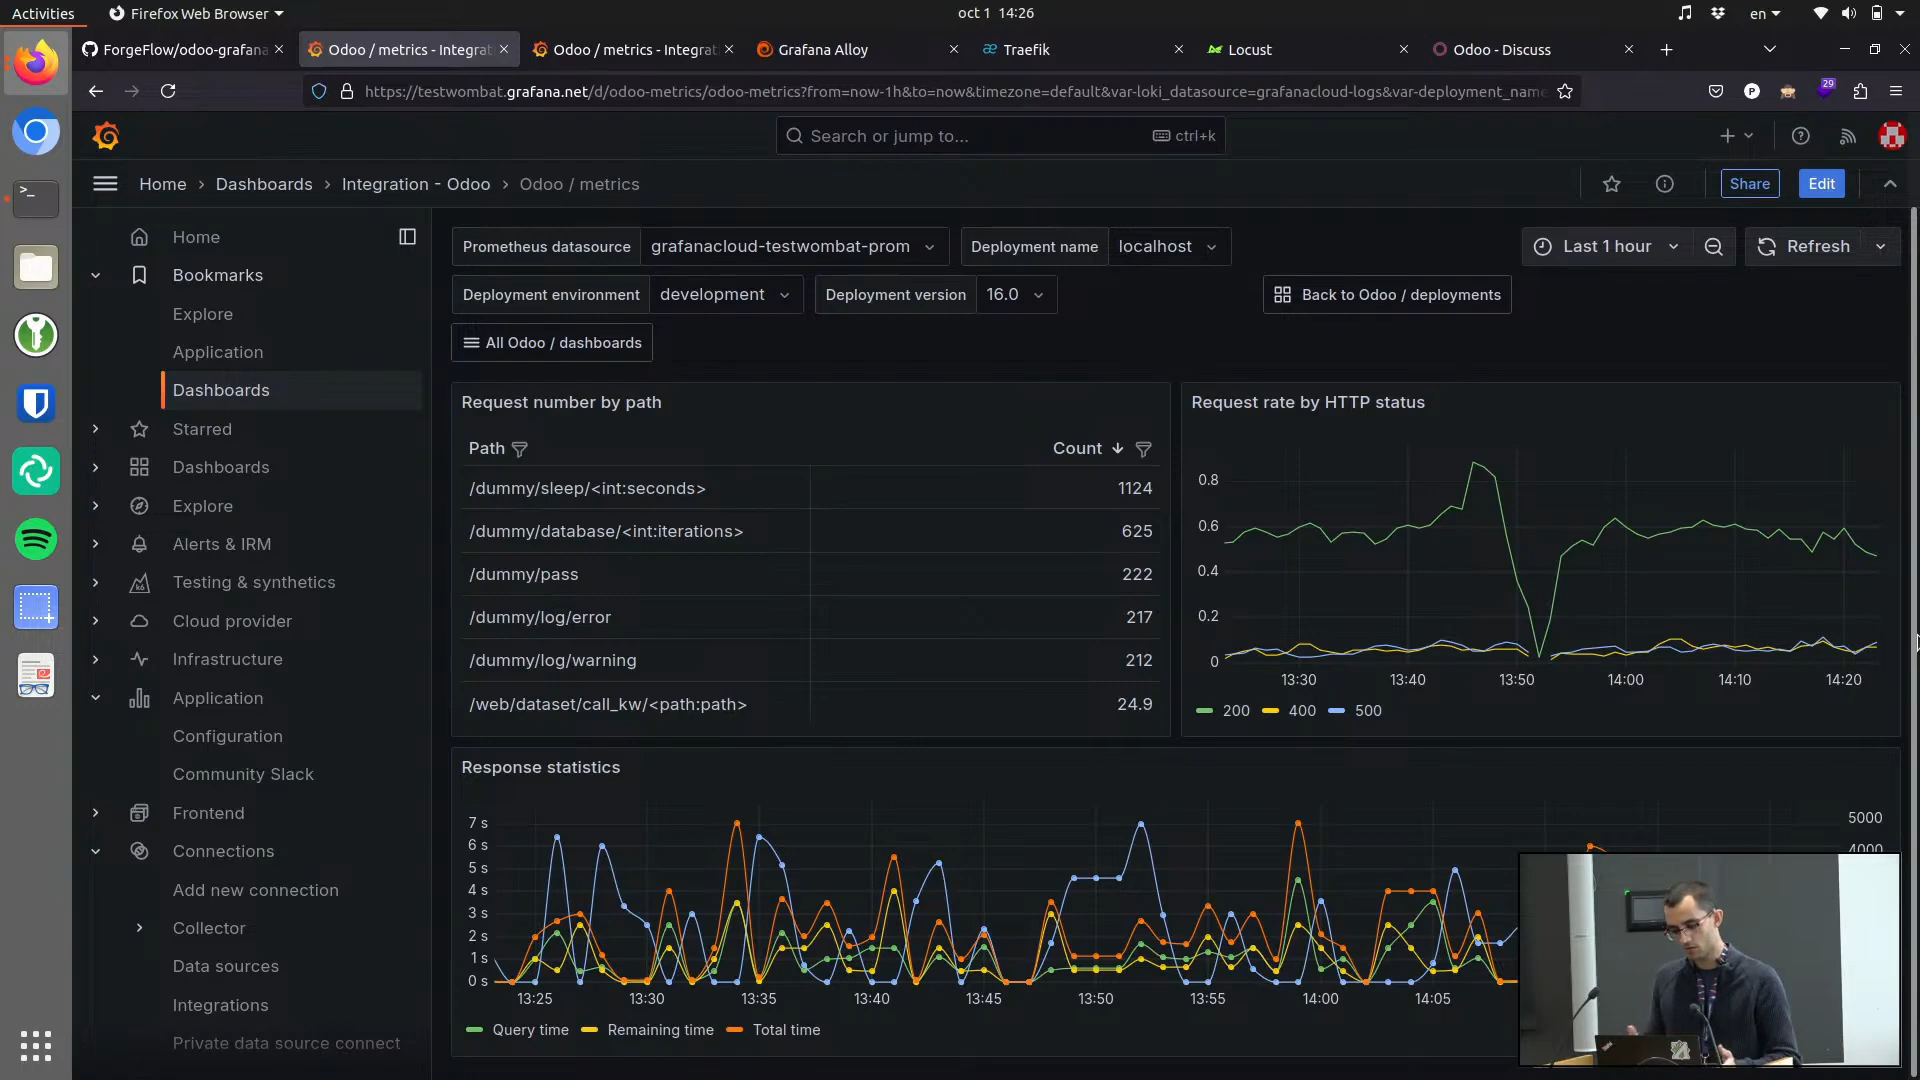 Activities
Firefox Web Browser
oct 1 14:26
en
ForgeFlow/odoo-grafana
Odoo / metrics - Integrat
Odoo / metrics - Integrat
Grafana Alloy
Traefik
Locust
Odoo - Discuss
https://testwombat.grafana.net/d/odoo-metrics/odoo-metrics?from=now-1h&to=now&timezone=default&var-loki_datasource=grafanacloud-logs&var-deployment_name
29
Search or jump to...
ctrl+k
Home › Dashboards › Integration - Odoo › Odoo / metrics
Share
Edit
Home
Bookmarks
Explore
Application
Dashboards
Starred
Dashboards
Explore
Alerts & IRM
Testing & synthetics
Cloud provider
Infrastructure
Application
Configuration
Community Slack
Frontend
Connections
Add new connection
Collector
Data sources
Integrations
Private data source connect
Prometheus datasource
grafanacloud-testwombat-prom
Deployment name
localhost
Last 1 hour
Refresh
Deployment environment
development
Deployment version
16.0
Back to Odoo / deployments
All Odoo / dashboards
Request number by path
Path
Count
/dummy/sleep/<int:seconds>
1124
/dummy/database/<int:iterations>
625
/dummy/pass
222
/dummy/log/error
217
/dummy/log/warning
212
/web/dataset/call_kw/<path:path>
24.9
Request rate by HTTP status
0.8
0.6
0.4
0.2
0
13:30
13:40
13:50
14:00
14:10
14:20
200
400
500
Response statistics
7 s
6 s
5 s
4 s
3 s
2 s
1 s
0 s
5000
4000
13:25
13:30
13:35
13:40
13:45
13:50
13:55
14:00
14:05
Query time
Remaining time
Total time